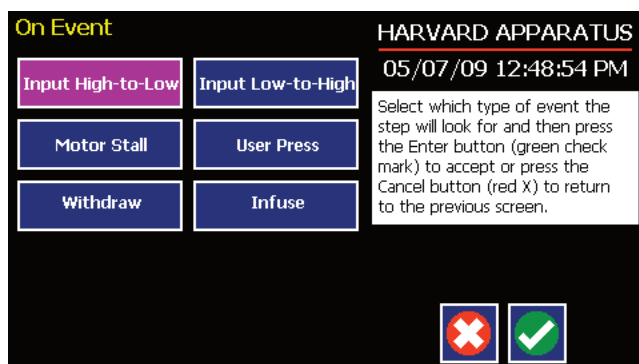 On Event
HARVARD APPARATUS
05/07/09 12:48:54 PM
Input High-to-Low
Input Low-to-High
Motor Stall
User Press
Withdraw
Infuse
Select which type of event the
step will look for and then press
the Enter button (green check
mark) to accept or press the
Cancel button (red X) to return
to the previous screen.